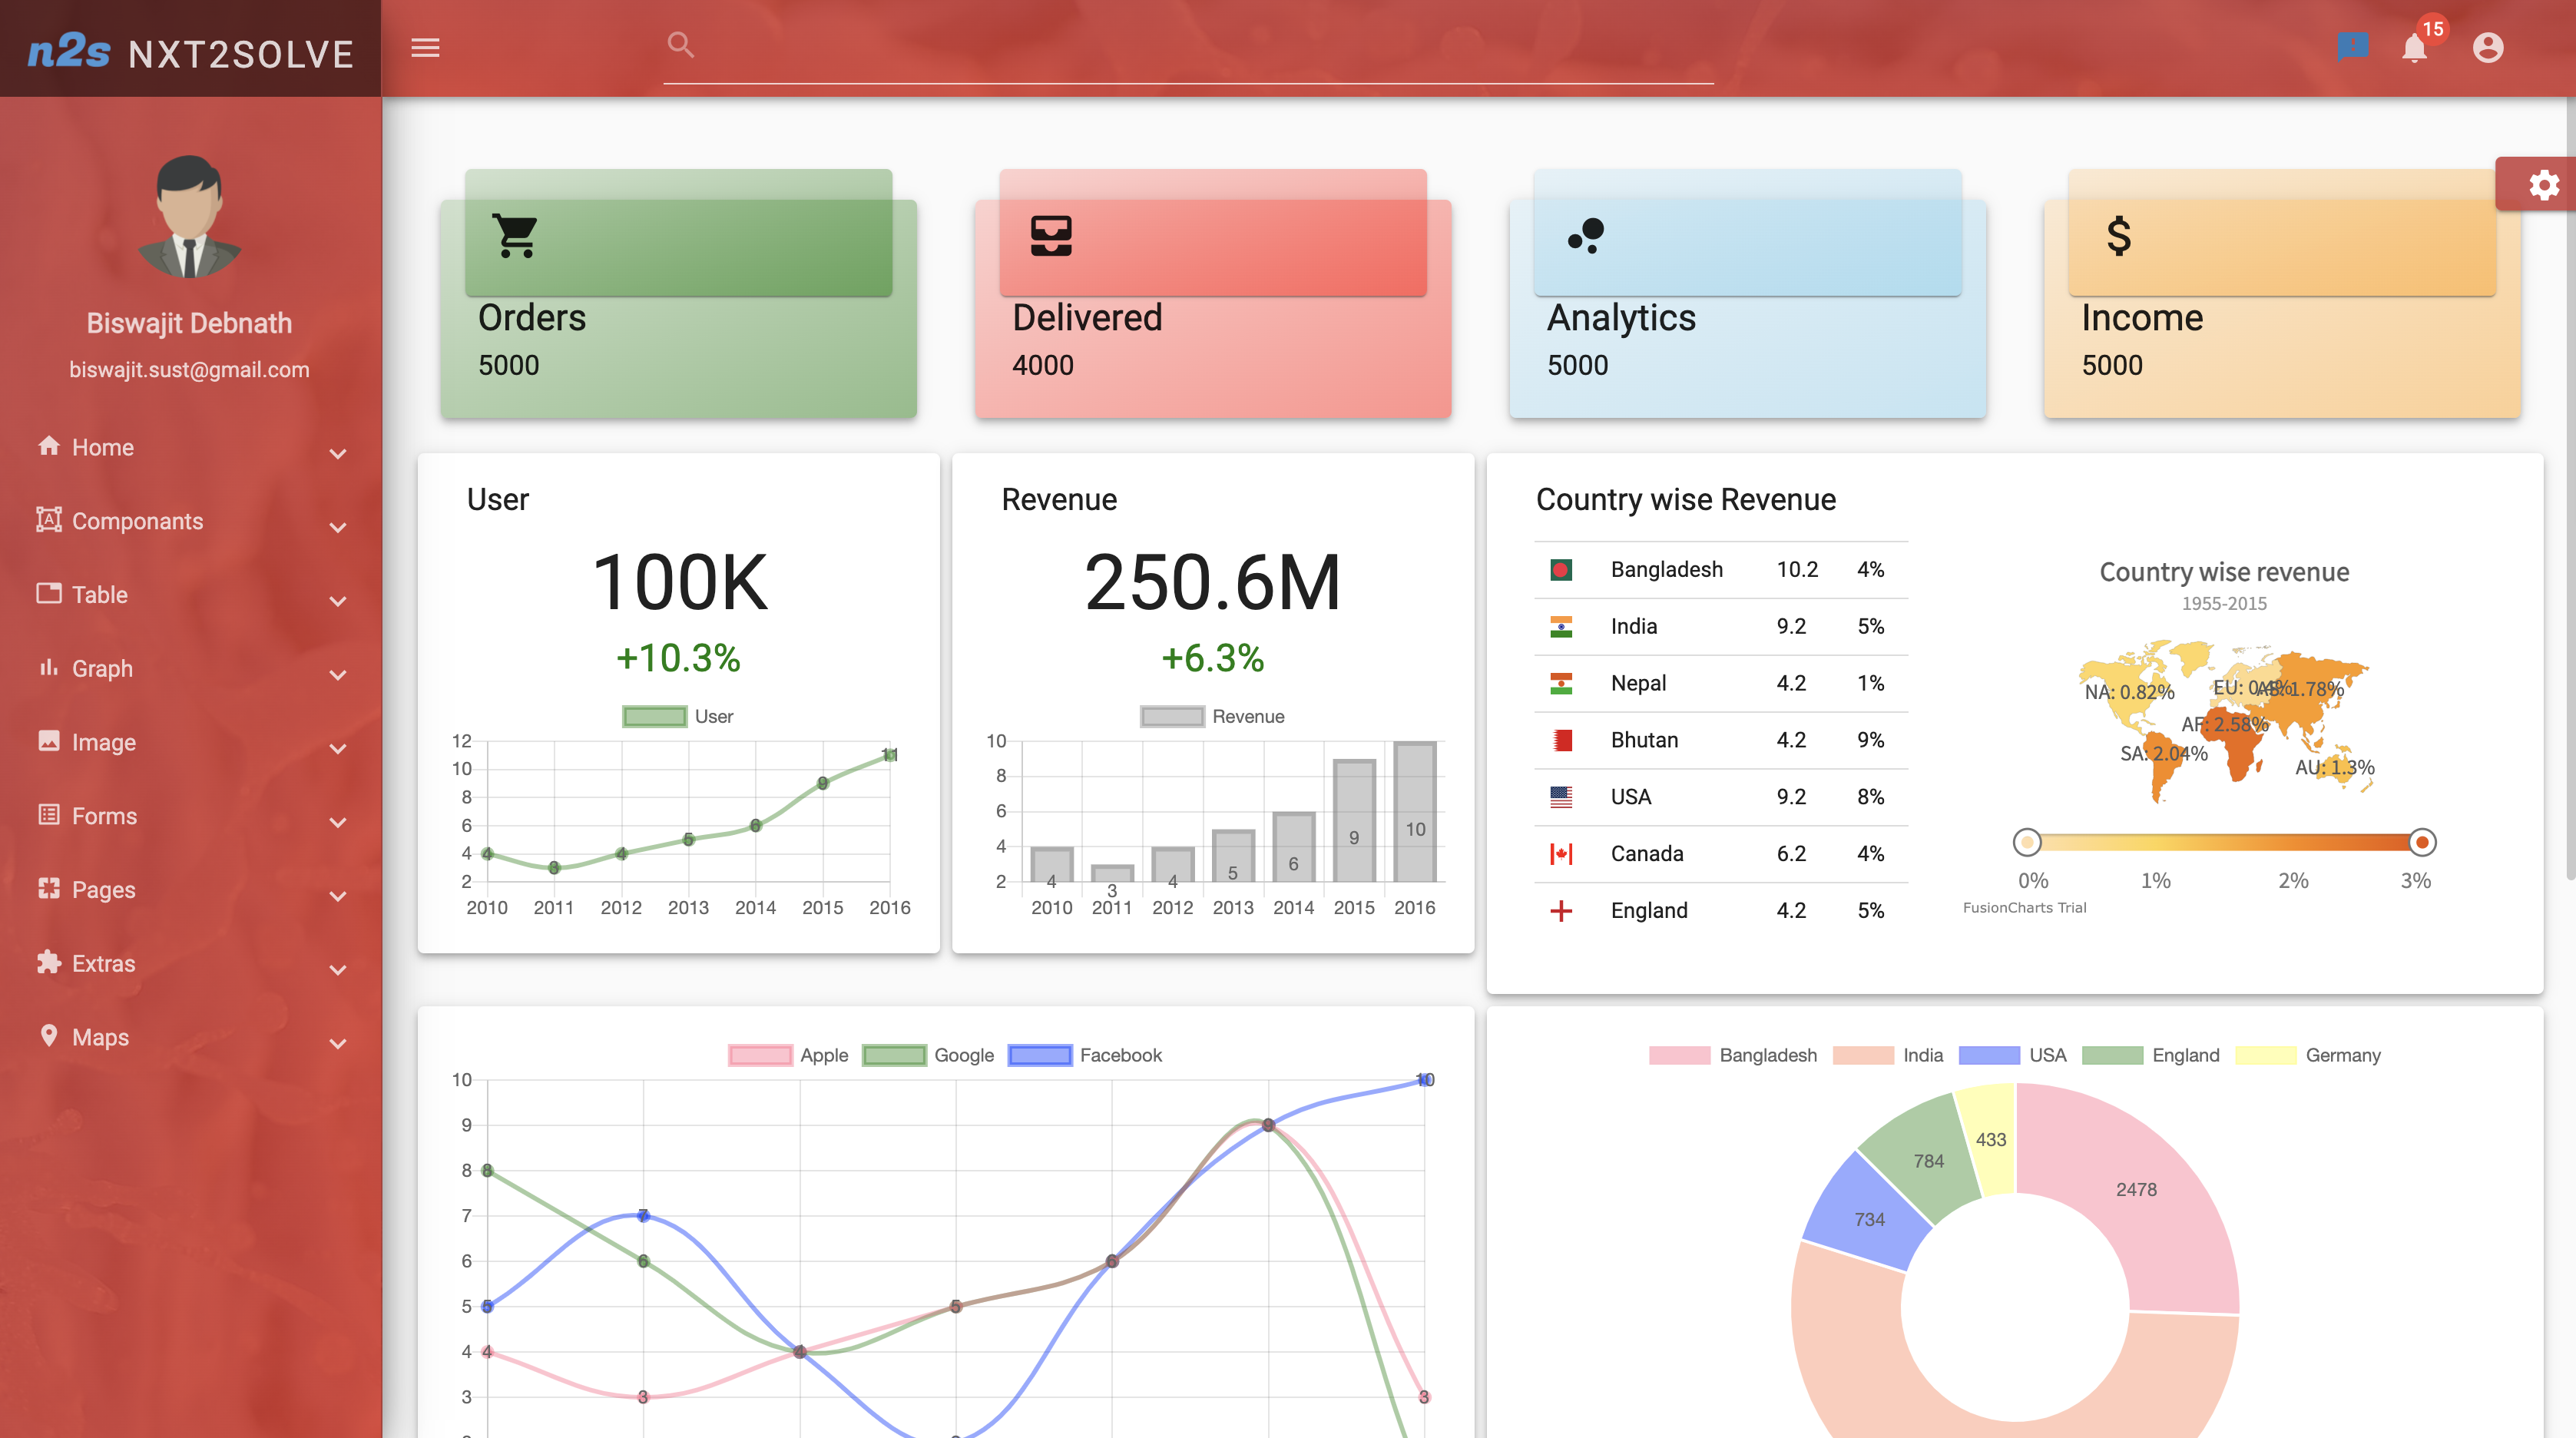 n2s NXT2SOLVE
15
Biswajit Debnath
biswajit.sust@gmail.com
Home
Componants
Table
Graph
Image
Forms
Pages
Extras
Maps
Orders
5000
Delivered
4000
Analytics
5000
Income
5000
User
100K
+10.3%
User
12
10
8
6
4
2
4 3 4 5 6 9 11
2010 2011 2012 2013 2014 2015 2016
Revenue
250.6M
+6.3%
Revenue
10
8
6
4
2
4 3 4 5 6 9 10
2010 2011 2012 2013 2014 2015 2016
Country wise Revenue
Bangladesh 10.2 4%
India 9.2 5%
Nepal 4.2 1%
Bhutan 4.2 9%
USA 9.2 8%
Canada 6.2 4%
England 4.2 5%
Country wise revenue
1955-2015
NA: 0.82%
EU: 0.4%
AS: 1.78%
AF: 2.58%
SA: 2.04%
AU: 1.3%
0% 1% 2% 3%
FusionCharts Trial
Apple Google Facebook
10
9
8
7
6
5
4
3
8
5
4
7
6
3
4
5
6
9
10
3
Bangladesh India USA England Germany
433
784
2478
734